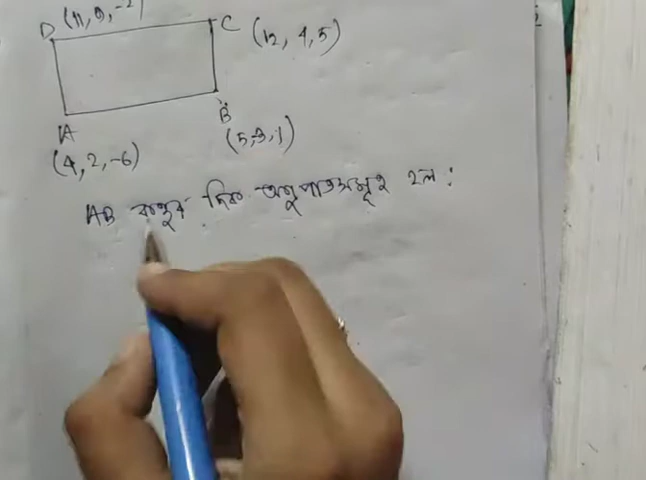 D (11, 9, -2)
C (12, 4, 5)
A
B
(4, 2, -6)
(5, -3, 1)
AB বাহুর দিক অনুপাতসমূহ হল :